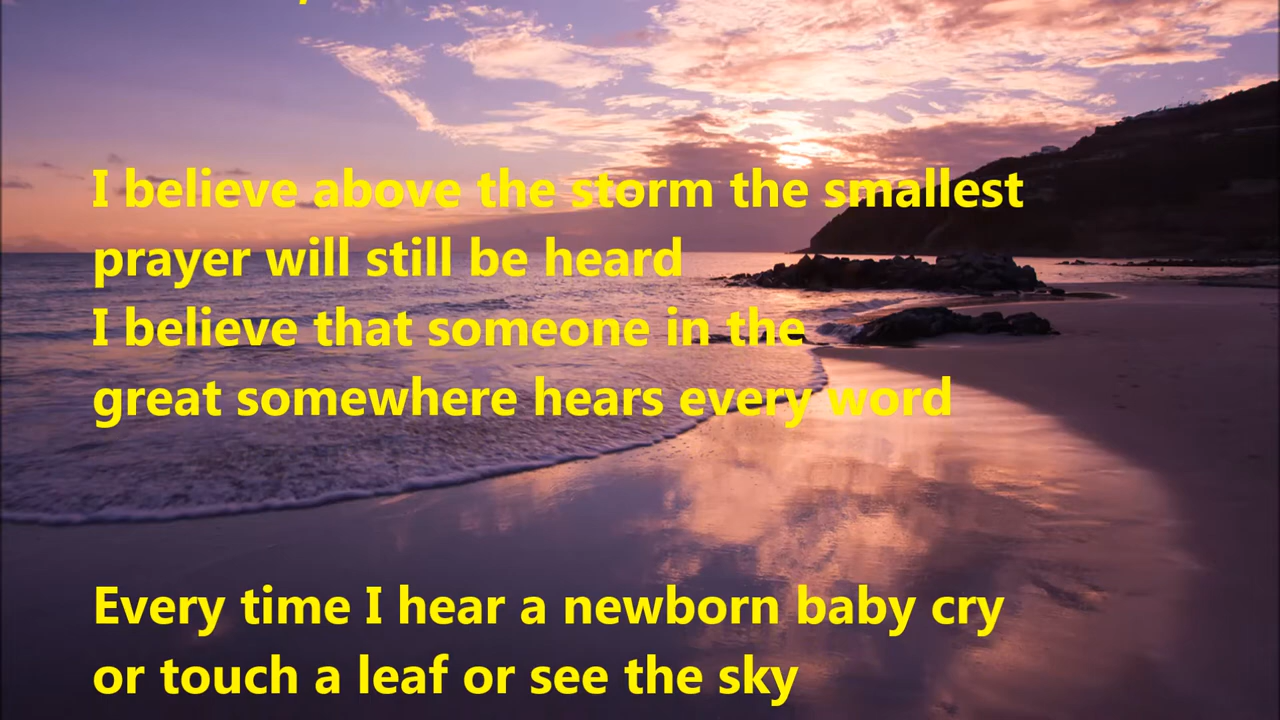 I believe above the storm the smallest
prayer will still be heard
I believe that someone in the
great somewhere hears every word
Every time I hear a newborn baby cry
or touch a leaf or see the sky